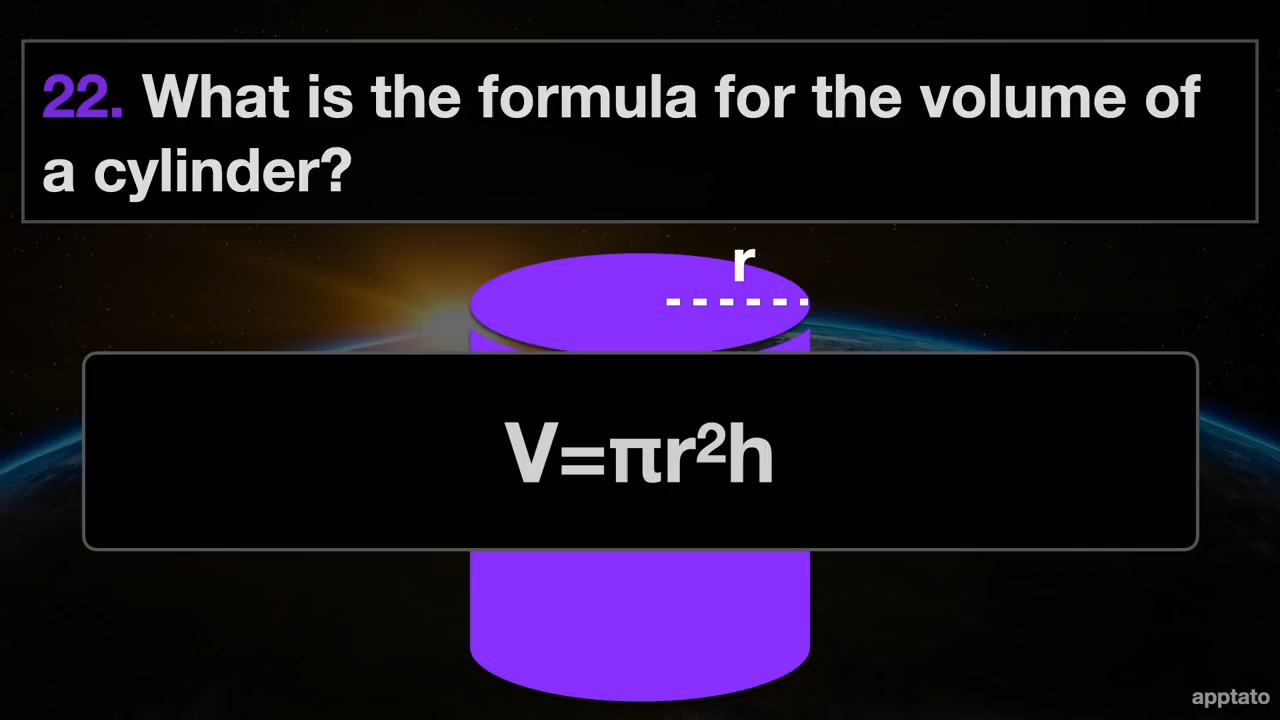 22. What is the formula for the volume of
a cylinder?
r
V=πr²h
apptato